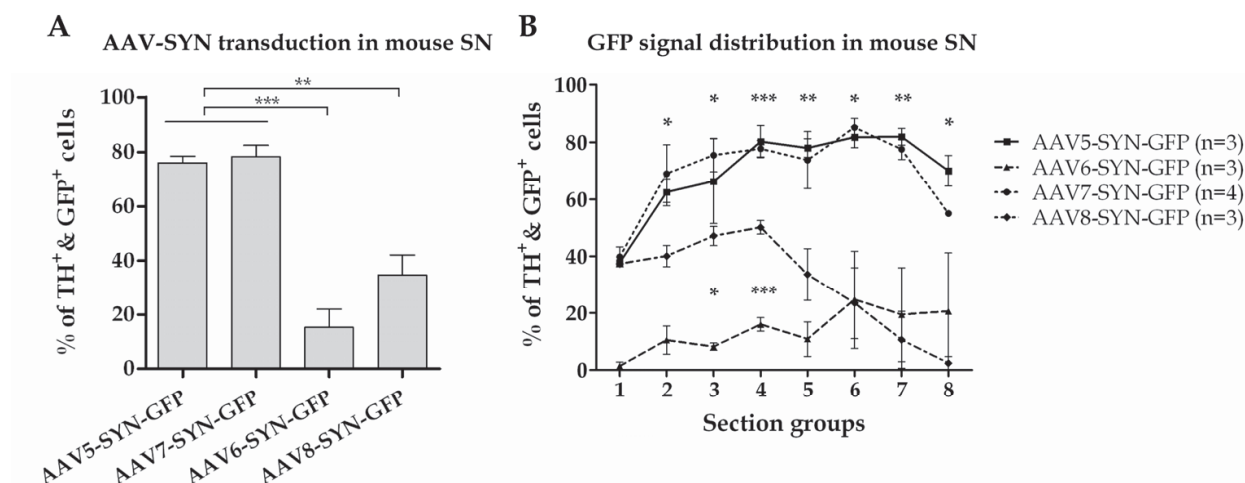 A
AAV-SYN transduction in mouse SN
% of TH+& GFP+ cells
100
80
60
40
20
0
**
***
AAV5-SYN-GFP
AAV7-SYN-GFP
AAV6-SYN-GFP
AAV8-SYN-GFP
B
GFP signal distribution in mouse SN
% of TH+& GFP+ cells
100
80
60
40
20
0
* * *** ** * ** *
* ***
1 2 3 4 5 6 7 8
Section groups
AAV5-SYN-GFP (n=3)
AAV6-SYN-GFP (n=3)
AAV7-SYN-GFP (n=4)
AAV8-SYN-GFP (n=3)